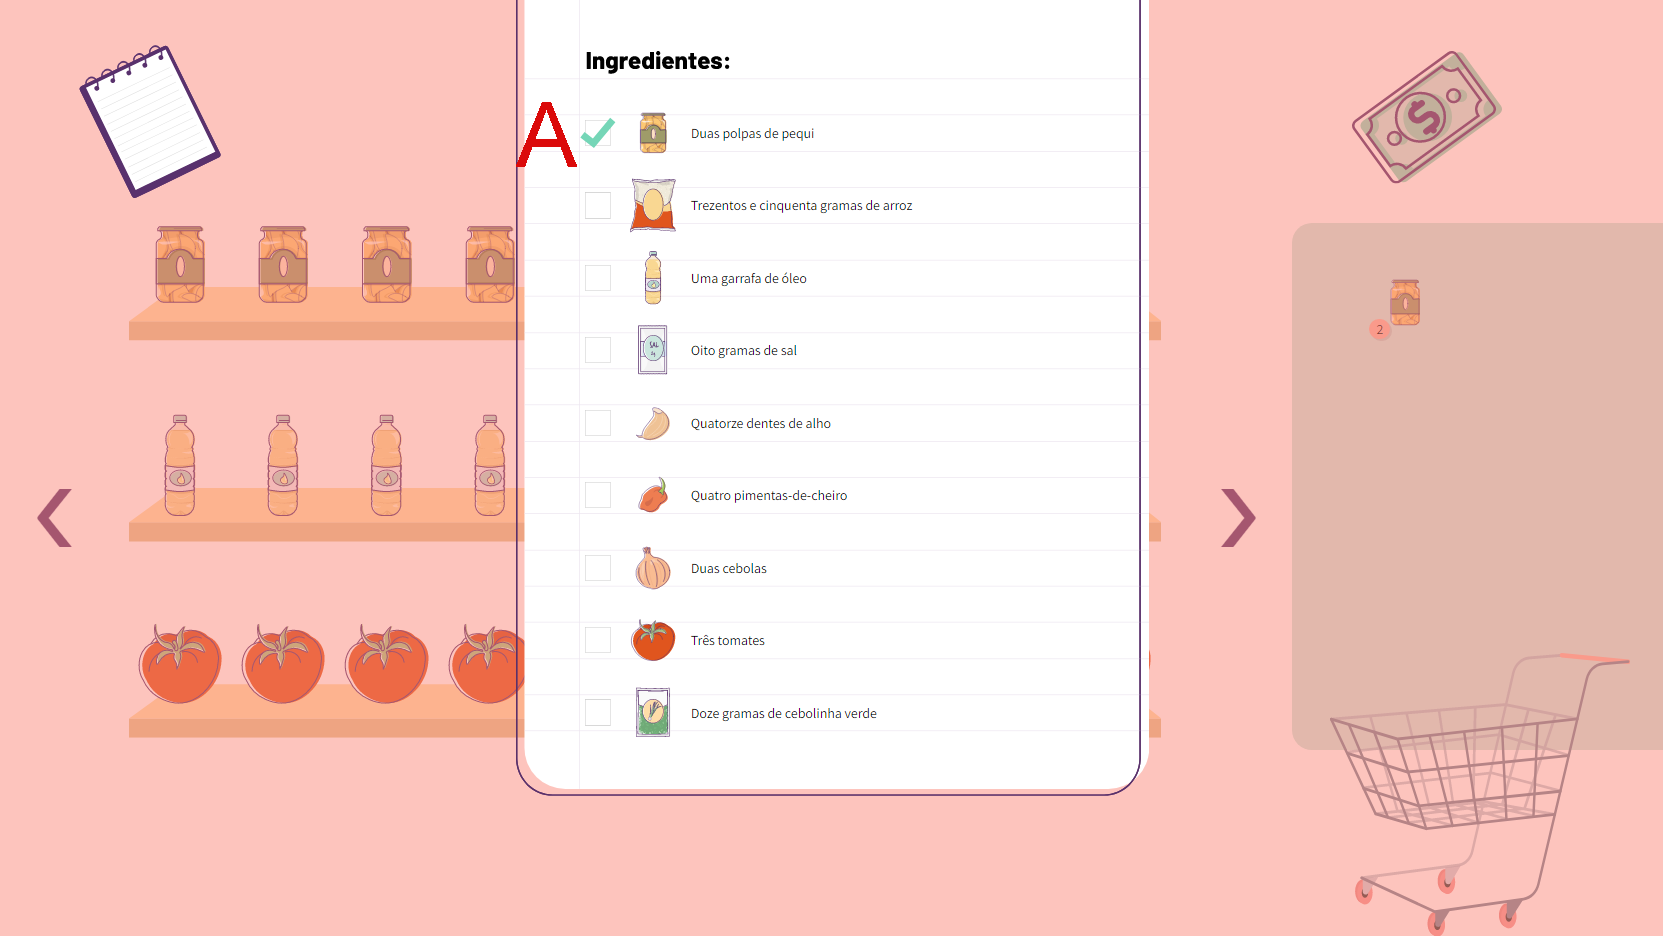 Ingredientes:
A
Duas polpas de pequi
Trezentos e cinquenta gramas de arroz
Uma garrafa de óleo
SAL
Oito gramas de sal
Quatorze dentes de alho
Quatro pimentas-de-cheiro
Duas cebolas
Três tomates
Doze gramas de cebolinha verde
$
2